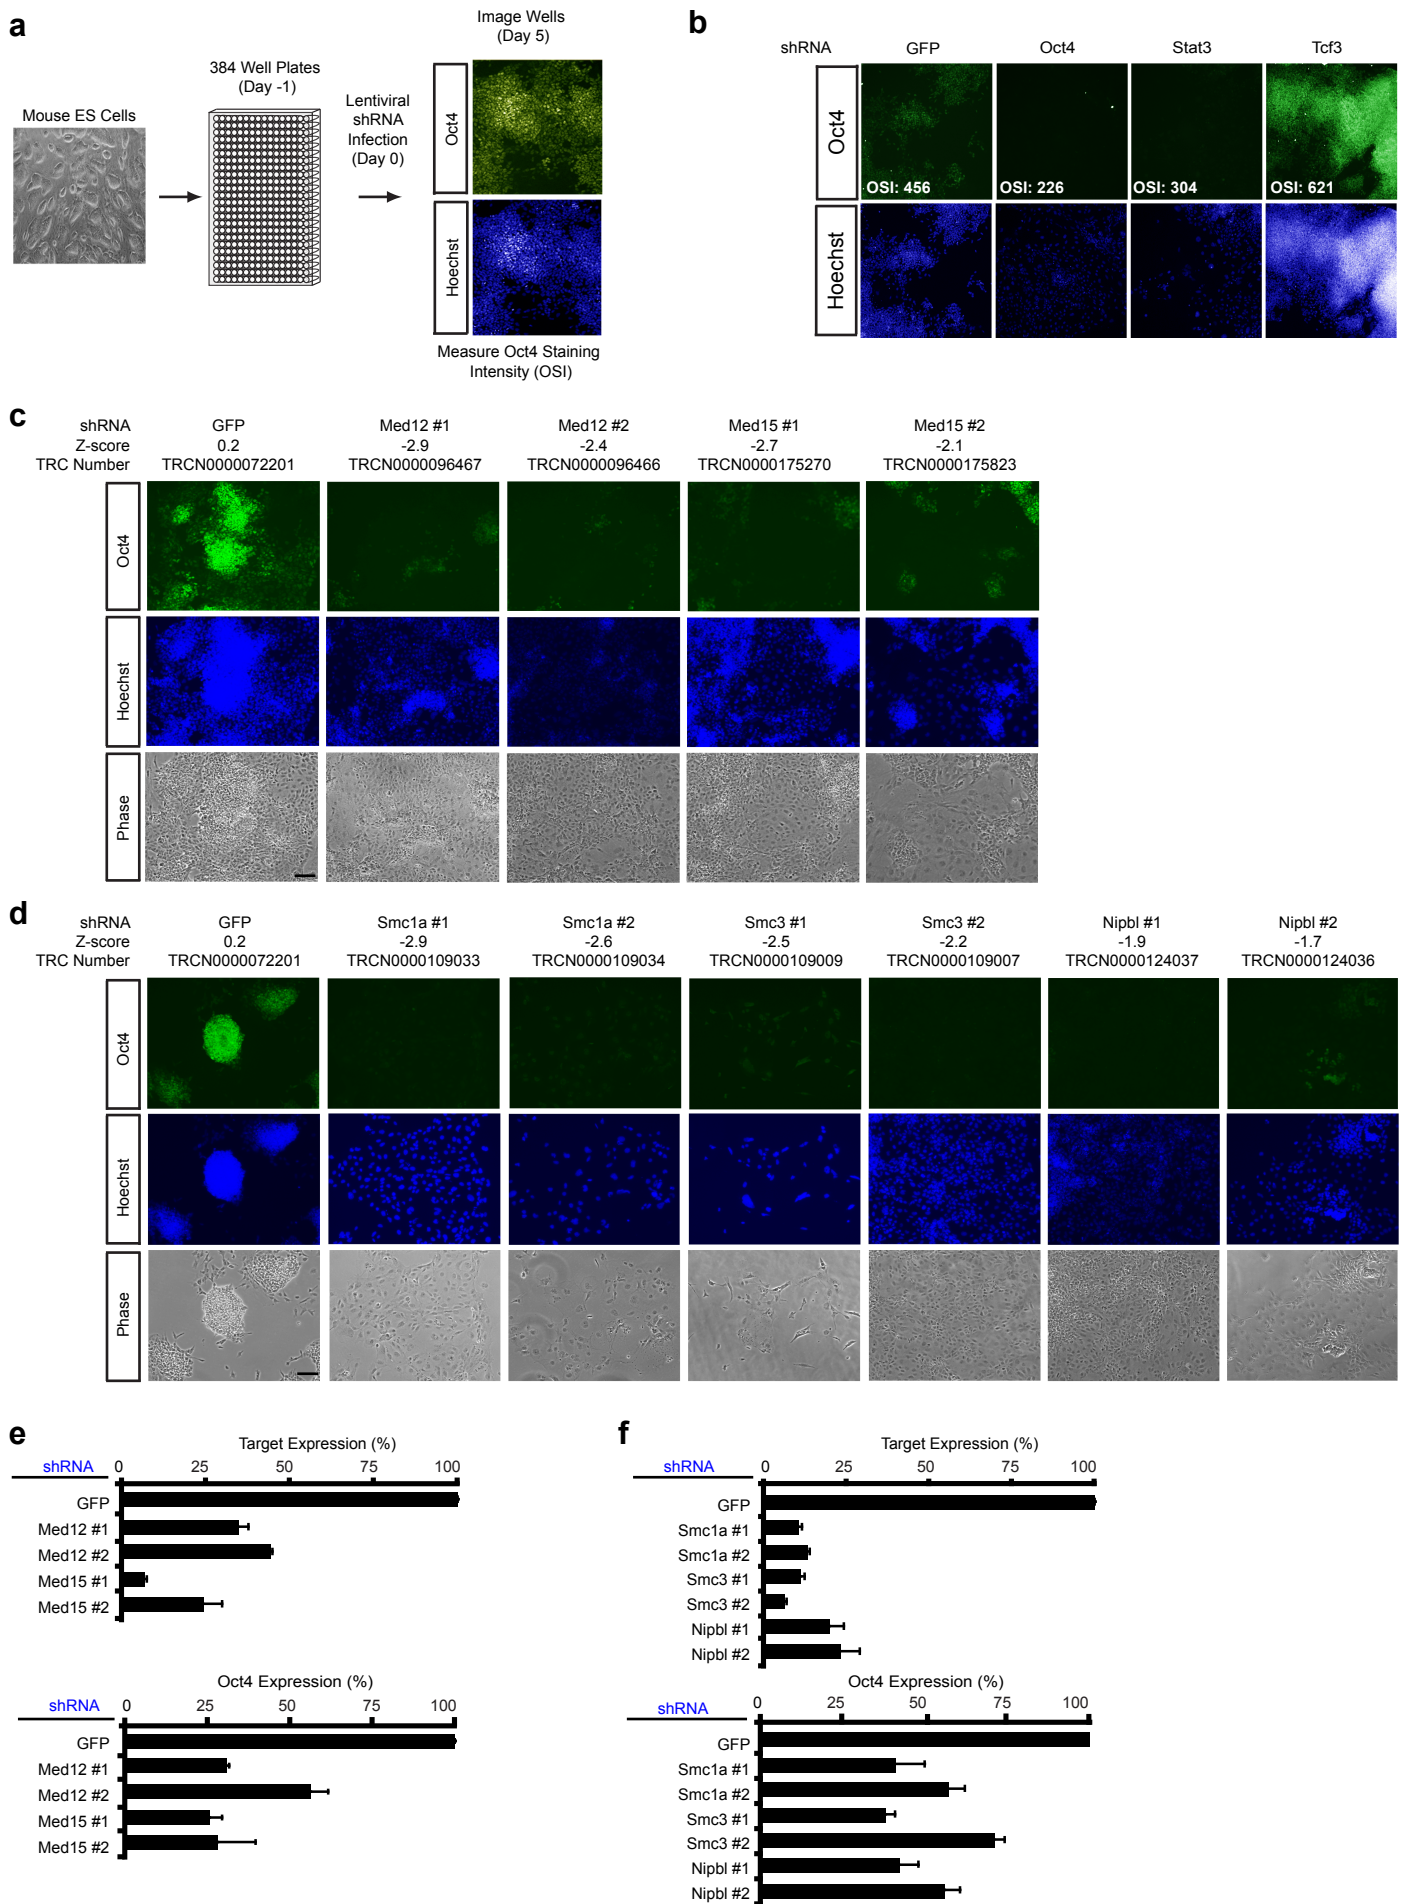 a
Image Wells
(Day 5)
384 Well Plates
(Day -1)
Mouse ES Cells
Lentiviral
shRNA
Infection
(Day 0)
Oct4
Hoechst
Measure Oct4 Staining
Intensity (OSI)
b
shRNA GFP Oct4 Stat3 Tcf3
Oct4
OSI: 456 OSI: 226 OSI: 304 OSI: 621
Hoechst
c
shRNA GFP Med12 #1 Med12 #2 Med15 #1 Med15 #2
Z-score 0.2 -2.9 -2.4 -2.7 -2.1
TRC Number TRCN0000072201 TRCN0000096467 TRCN0000096466 TRCN0000175270 TRCN0000175823
Oct4
Hoechst
Phase
d
shRNA GFP Smc1a #1 Smc1a #2 Smc3 #1 Smc3 #2 Nipbl #1 Nipbl #2
Z-score 0.2 -2.9 -2.6 -2.5 -2.2 -1.9 -1.7
TRC Number TRCN0000072201 TRCN0000109033 TRCN0000109034 TRCN0000109009 TRCN0000109007 TRCN0000124037 TRCN0000124036
Oct4
Hoechst
Phase
e
Target Expression (%)
shRNA 0 25 50 75 100
GFP
Med12 #1
Med12 #2
Med15 #1
Med15 #2
Oct4 Expression (%)
shRNA 0 25 50 75 100
GFP
Med12 #1
Med12 #2
Med15 #1
Med15 #2
f
Target Expression (%)
shRNA 0 25 50 75 100
GFP
Smc1a #1
Smc1a #2
Smc3 #1
Smc3 #2
Nipbl #1
Nipbl #2
Oct4 Expression (%)
shRNA 0 25 50 75 100
GFP
Smc1a #1
Smc1a #2
Smc3 #1
Smc3 #2
Nipbl #1
Nipbl #2